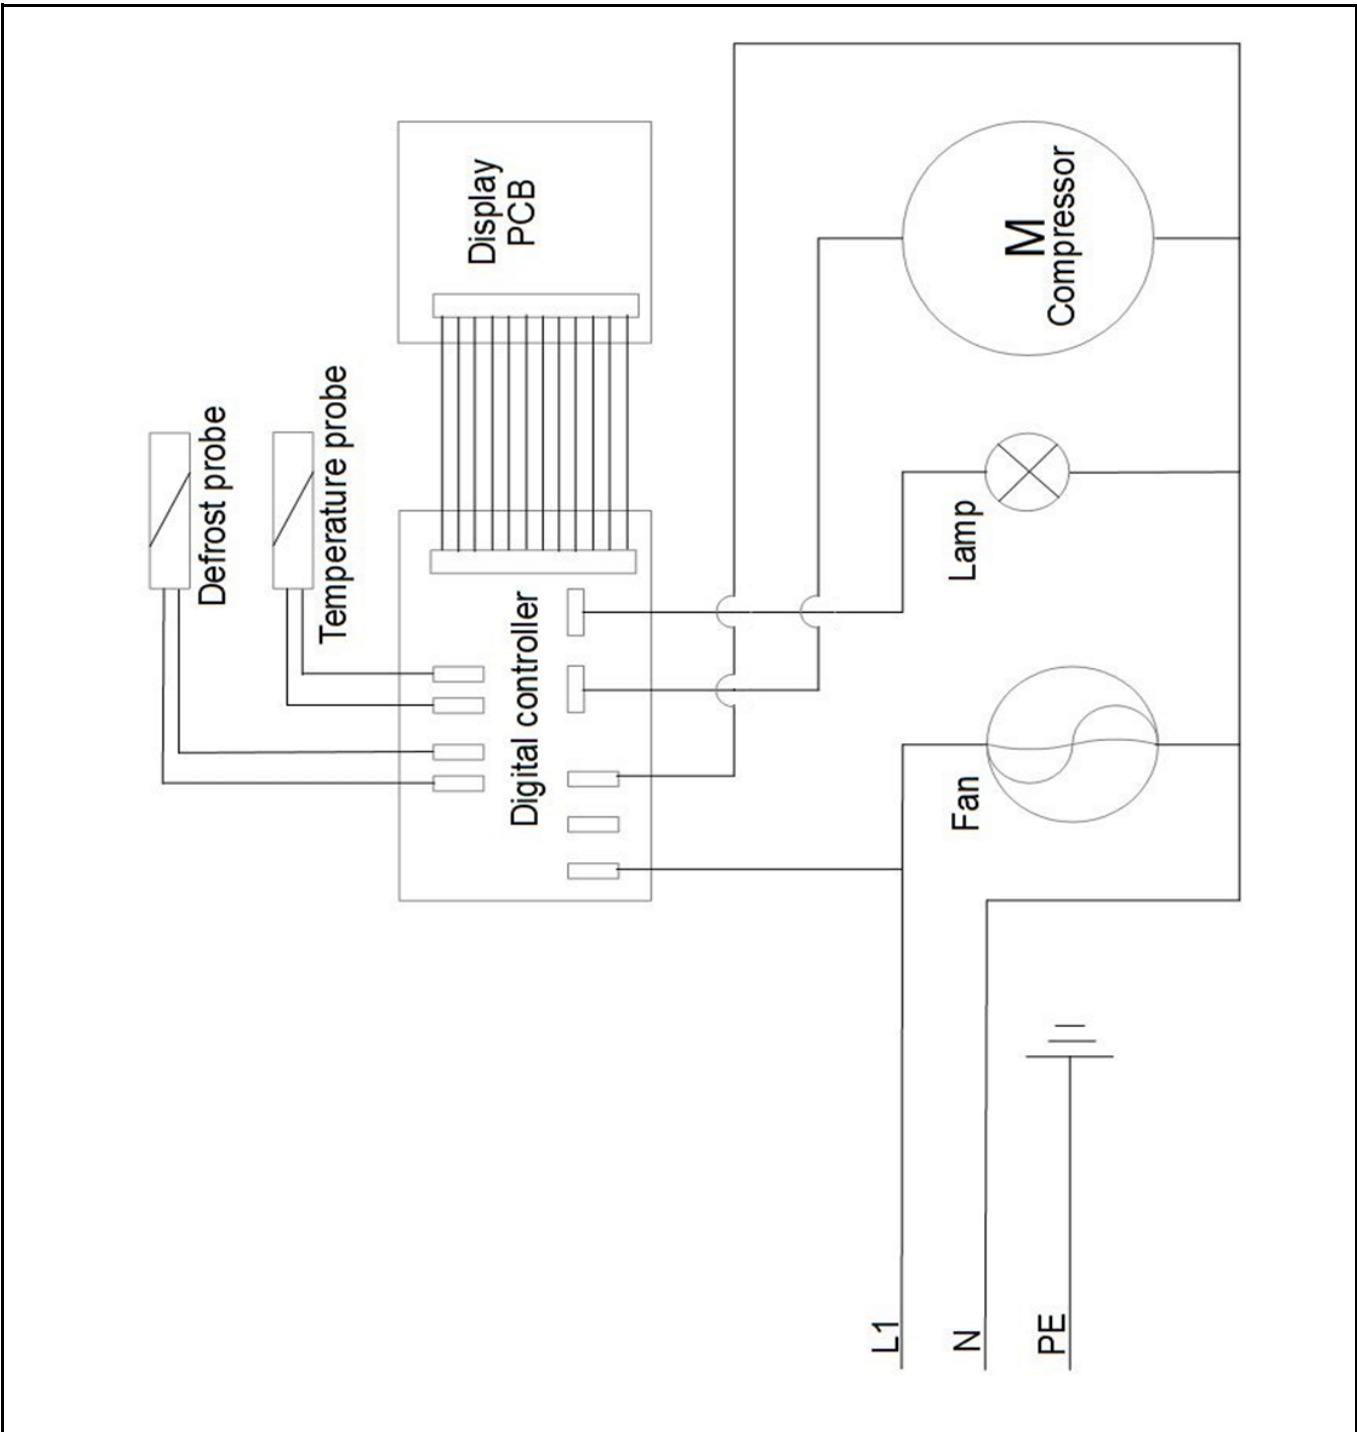 Display
PCB
M
Compressor
Defrost probe
Temperature probe
Lamp
Digital controller
Fan
L1
N
PE